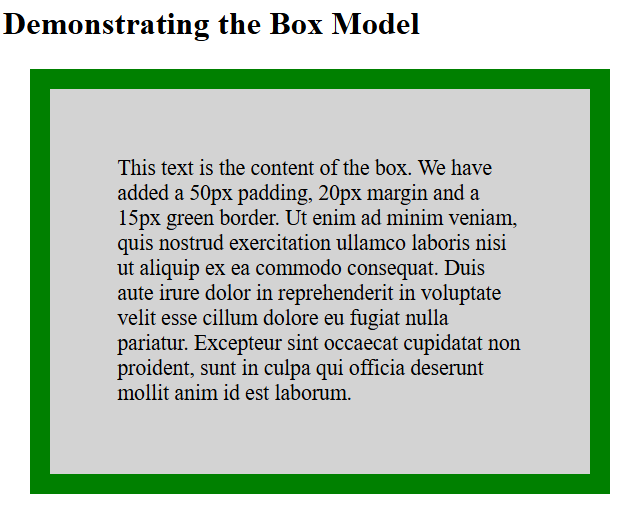 Demonstrating the Box Model
This text is the content of the box. We have
added a 50px padding, 20px margin and a
15px green border. Ut enim ad minim veniam,
quis nostrud exercitation ullamco laboris nisi
ut aliquip ex ea commodo consequat. Duis
aute irure dolor in reprehenderit in voluptate
velit esse cillum dolore eu fugiat nulla
pariatur. Excepteur sint occaecat cupidatat non
proident, sunt in culpa qui officia deserunt
mollit anim id est laborum.